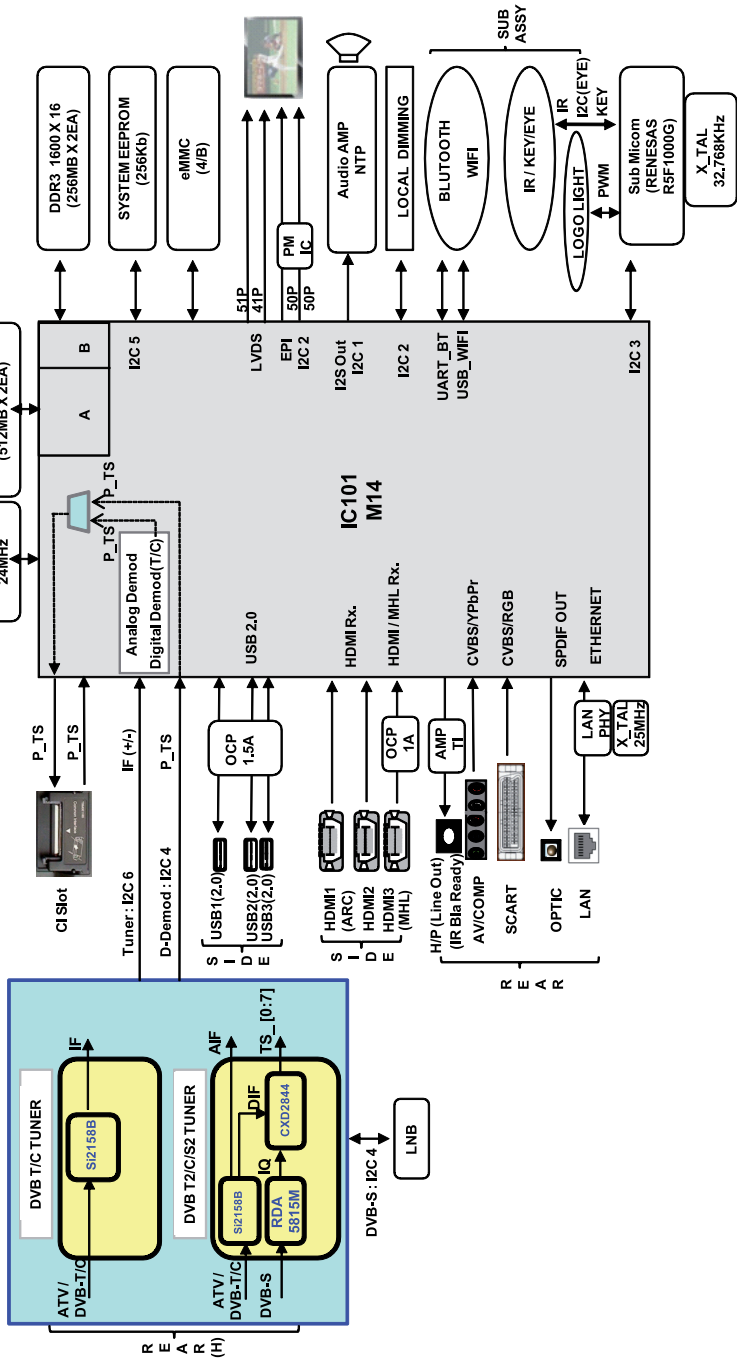 REAR
(H)
DVB T/C TUNER
ATV /
DVB-T/C
Si2158B
IF
DVB T2/C/S2 TUNER
ATV /
DVB-T/C
DVB-S
Si2158B
RDA
5815M
IQ
DIF
CXD2844
AIF
TS_ [0:7]
DVB-S : I2C 4
LNB
CI Slot
P_TS
P_TS
Tuner : I2C 6
IF (+/-)
D-Demod : I2C 4
P_TS
SIDE
USB1(2.0)
USB2(2.0)
USB3(2.0)
OCP
1.5A
USB 2.0
SIDE
HDMI1
(ARC)
HDMI2
HDMI3
(MHL)
OCP
1A
HDMI Rx.
HDMI / MHL Rx.
REAR
H/P (Line Out)
(IR Bla Ready)
AMP
TI
AV/COMP
CVBS/YPbPr
SCART
CVBS/RGB
OPTIC
SPDIF OUT
LAN
LAN
PHY
X_TAL
25MHz
ETHERNET
24MHz
(512MB X 2EA)
A
B
P_TS
P_TS
Analog Demod
Digital Demod(T/C)
IC101
M14
I2C 5
LVDS
EPI
I2C 2
I2S Out
I2C 1
I2C 2
UART_BT
USB_WIFI
I2C 3
DDR3 1600 X 16
(256MB X 2EA)
SYSTEM EEPROM
(256Kb)
eMMC
(4/B)
51P
41P
50P
50P
PM
IC
Audio AMP
NTP
LOCAL DIMMING
BLUTOOTH
WIFI
IR / KEY/EYE
SUB
ASSY
LOGO LIGHT
PWM
IR
I2C(EYE)
KEY
Sub Micom
(RENESAS
R5F1000G)
X_TAL
32.768KHz